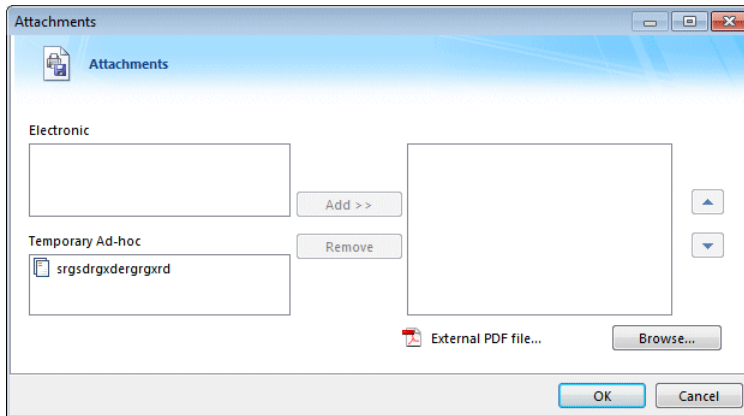 Attachments
Attachments
Electronic
Add >>
Temporary Ad-hoc
Remove
srgsdrgxdergrgxrd
External PDF file...
Browse...
OK
Cancel